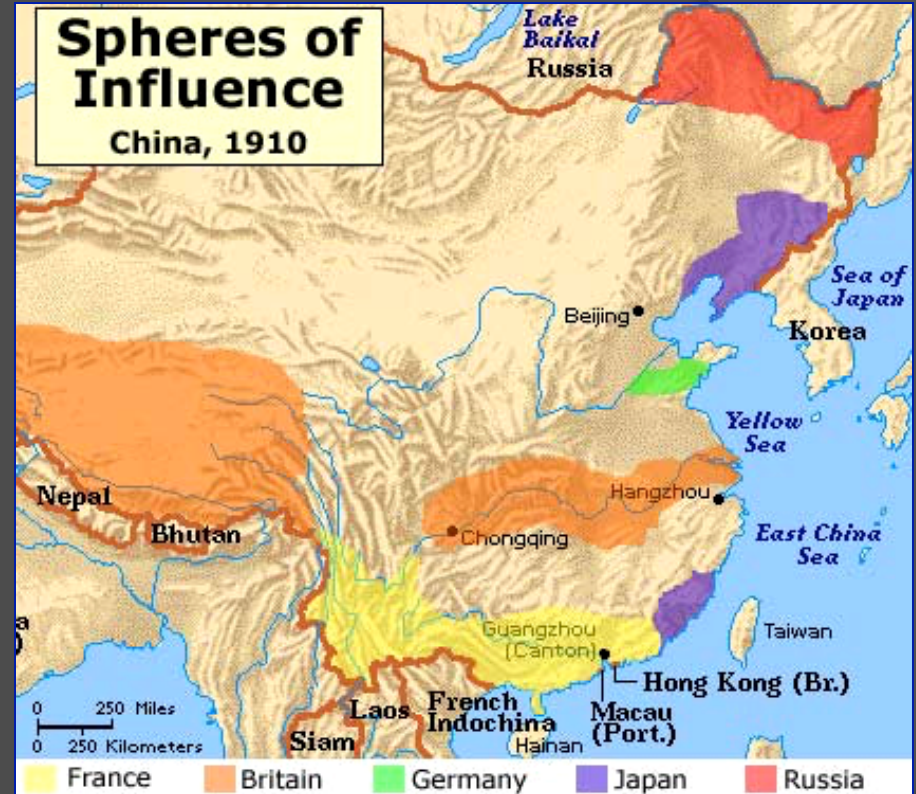 Spheres of
Influence
China, 1910
Lake
Baikal
Russia
Sea of
Japan
Beijing
Korea
Yellow
Sea
Nepal
Hangzhou
Bhutan
Chongqing
East China
Sea
a
)
Guangzhou
(Canton)
Taiwan
Hong Kong (Br.)
0 250 Miles
0 250 Kilometers
Laos
French
Indochina
Macau
(Port.)
Siam
Hainan
France Britain Germany Japan Russia